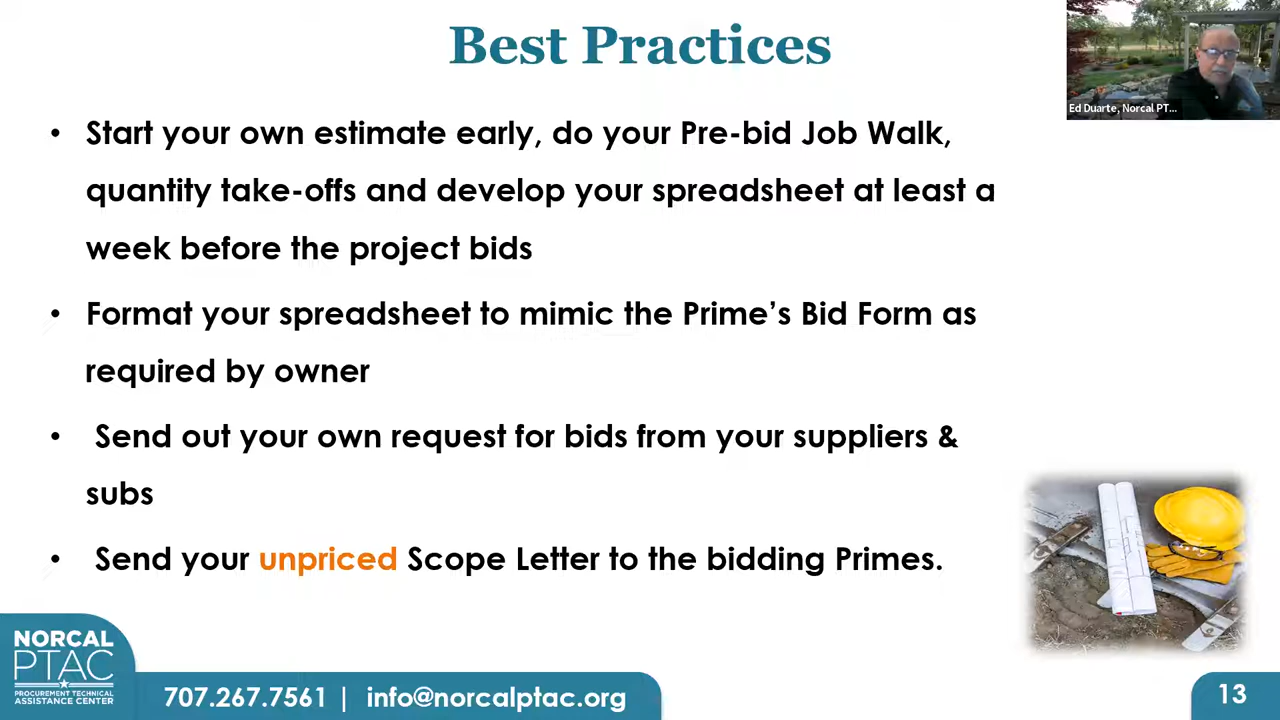 Best Practices
Ed Duarte, Norcal PT...
• Start your own estimate early, do your Pre-bid Job Walk,
quantity take-offs and develop your spreadsheet at least a
week before the project bids
• Format your spreadsheet to mimic the Prime’s Bid Form as
required by owner
• Send out your own request for bids from your suppliers &
subs
• Send your unpriced Scope Letter to the bidding Primes.
NORCAL
PTAC
PROCUREMENT TECHNICAL
ASSISTANCE CENTER
707.267.7561 | info@norcalptac.org
13